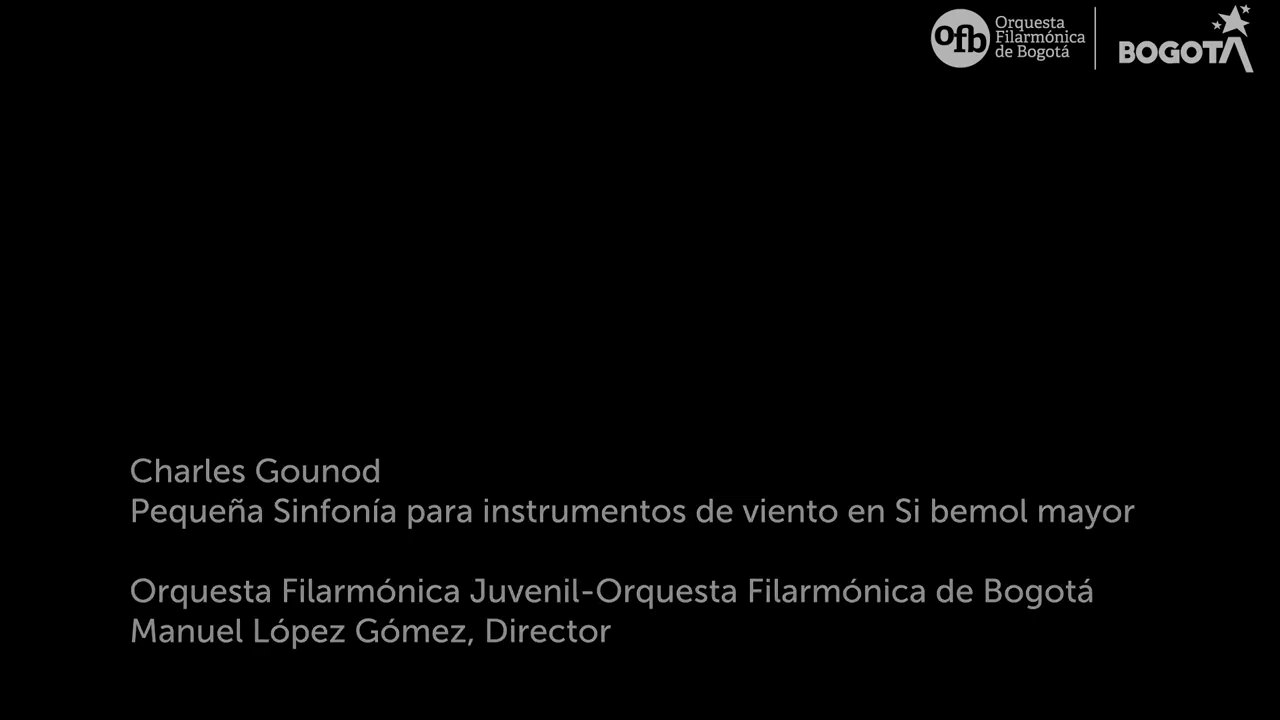 ofb
Orquesta
Filarmónica
de Bogotá
BOGOTÁ
Charles Gounod
Pequeña Sinfonía para instrumentos de viento en Si bemol mayor
Orquesta Filarmónica Juvenil-Orquesta Filarmónica de Bogotá
Manuel López Gómez, Director